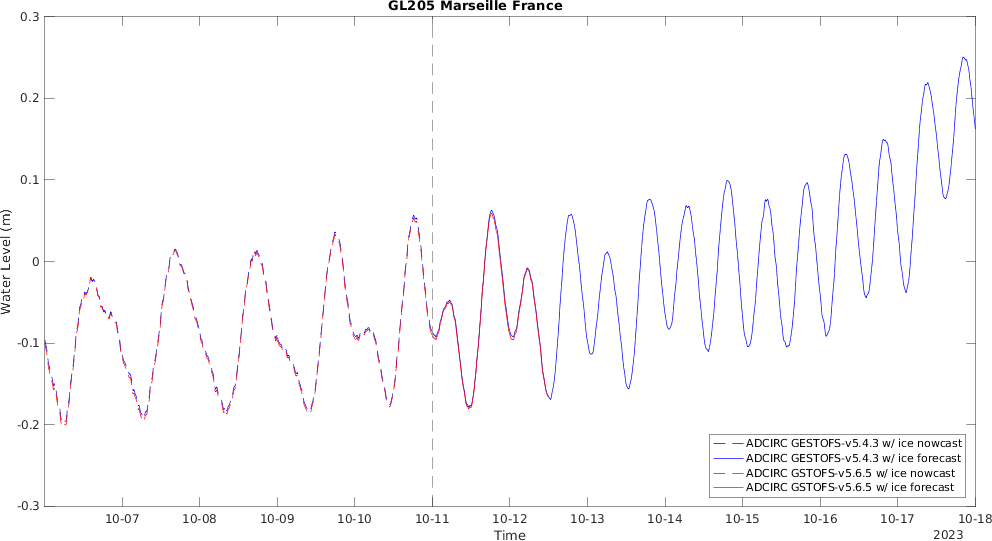 GL205 Marseille France
0.3
0.2
0.1
0
-0.1
-0.2
-0.3
Water Level (m)
10-07 10-08 10-09 10-10 10-11 10-12 10-13 10-14 10-15 10-16 10-17 10-18
Time
2023
ADCIRC GESTOFS-v5.4.3 w/ ice nowcast
ADCIRC GESTOFS-v5.4.3 w/ ice forecast
ADCIRC GSTOFS-v5.6.5 w/ ice nowcast
ADCIRC GSTOFS-v5.6.5 w/ ice forecast